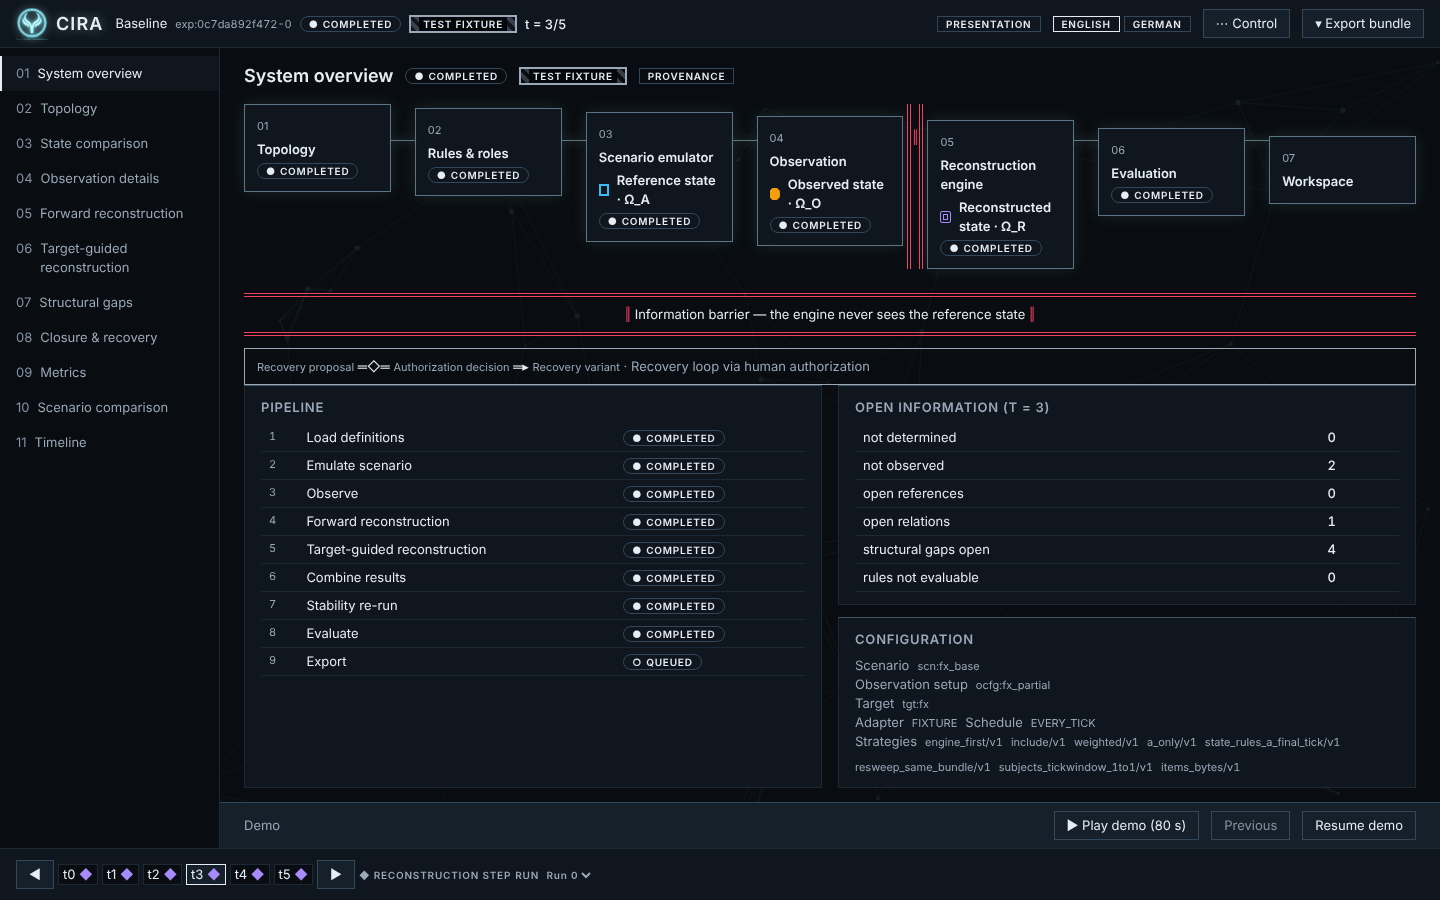 CIRA Baseline exp:0c7da892f472-0 COMPLETED TEST FIXTURE t = 3/5 PRESENTATION ENGLISH GERMAN ··· Control ▾ Export bundle
01 System overview
02 Topology
03 State comparison
04 Observation details
05 Forward reconstruction
06 Target-guided
reconstruction
07 Structural gaps
08 Closure & recovery
09 Metrics
10 Scenario comparison
11 Timeline
System overview COMPLETED TEST FIXTURE PROVENANCE
01
Topology
COMPLETED
02
Rules & roles
COMPLETED
03
Scenario emulator
Reference state
· Ω_A
COMPLETED
04
Observation
Observed state
· Ω_O
COMPLETED
05
Reconstruction
engine
Reconstructed
state · Ω_R
COMPLETED
06
Evaluation
COMPLETED
07
Workspace
Information barrier — the engine never sees the reference state
Recovery proposal Authorization decision Recovery variant · Recovery loop via human authorization
PIPELINE
1 Load definitions COMPLETED
2 Emulate scenario COMPLETED
3 Observe COMPLETED
4 Forward reconstruction COMPLETED
5 Target-guided reconstruction COMPLETED
6 Combine results COMPLETED
7 Stability re-run COMPLETED
8 Evaluate COMPLETED
9 Export QUEUED
OPEN INFORMATION (T = 3)
not determined 0
not observed 2
open references 0
open relations 1
structural gaps open 4
rules not evaluable 0
CONFIGURATION
Scenario scn:fx_base
Observation setup ocfg:fx_partial
Target tgt:fx
Adapter FIXTURE Schedule EVERY_TICK
Strategies engine_first/v1 include/v1 weighted/v1 a_only/v1 state_rules_a_final_tick/v1
resweep_same_bundle/v1 subjects_tickwindow_1to1/v1 items_bytes/v1
Demo ▶ Play demo (80 s) Previous Resume demo
◀ t0 ◆ t1 ◆ t2 ◆ t3 ◆ t4 ◆ t5 ◆ ▶ ◆ RECONSTRUCTION STEP RUN Run 0